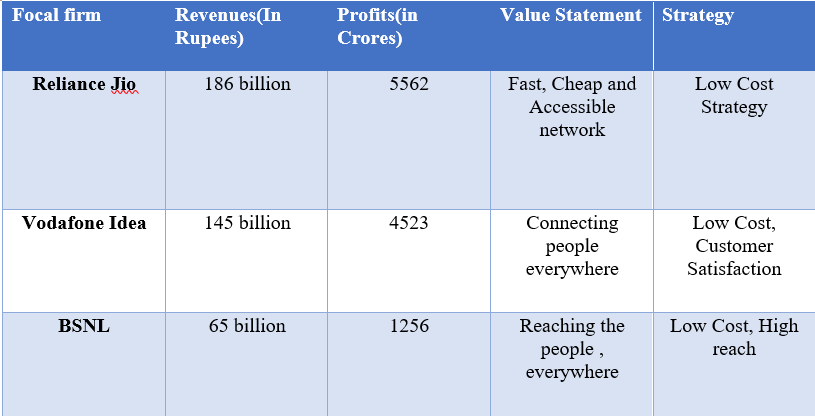 Focal firm
Revenues(In
Rupees)
Profits(in
Crores)
Value Statement
Strategy
Reliance Jio
186 billion
5562
Fast, Cheap and
Accessible
network
Low Cost
Strategy
Vodafone Idea
145 billion
4523
Connecting
people
everywhere
Low Cost,
Customer
Satisfaction
BSNL
65 billion
1256
Reaching the
people ,
everywhere
Low Cost, High
reach